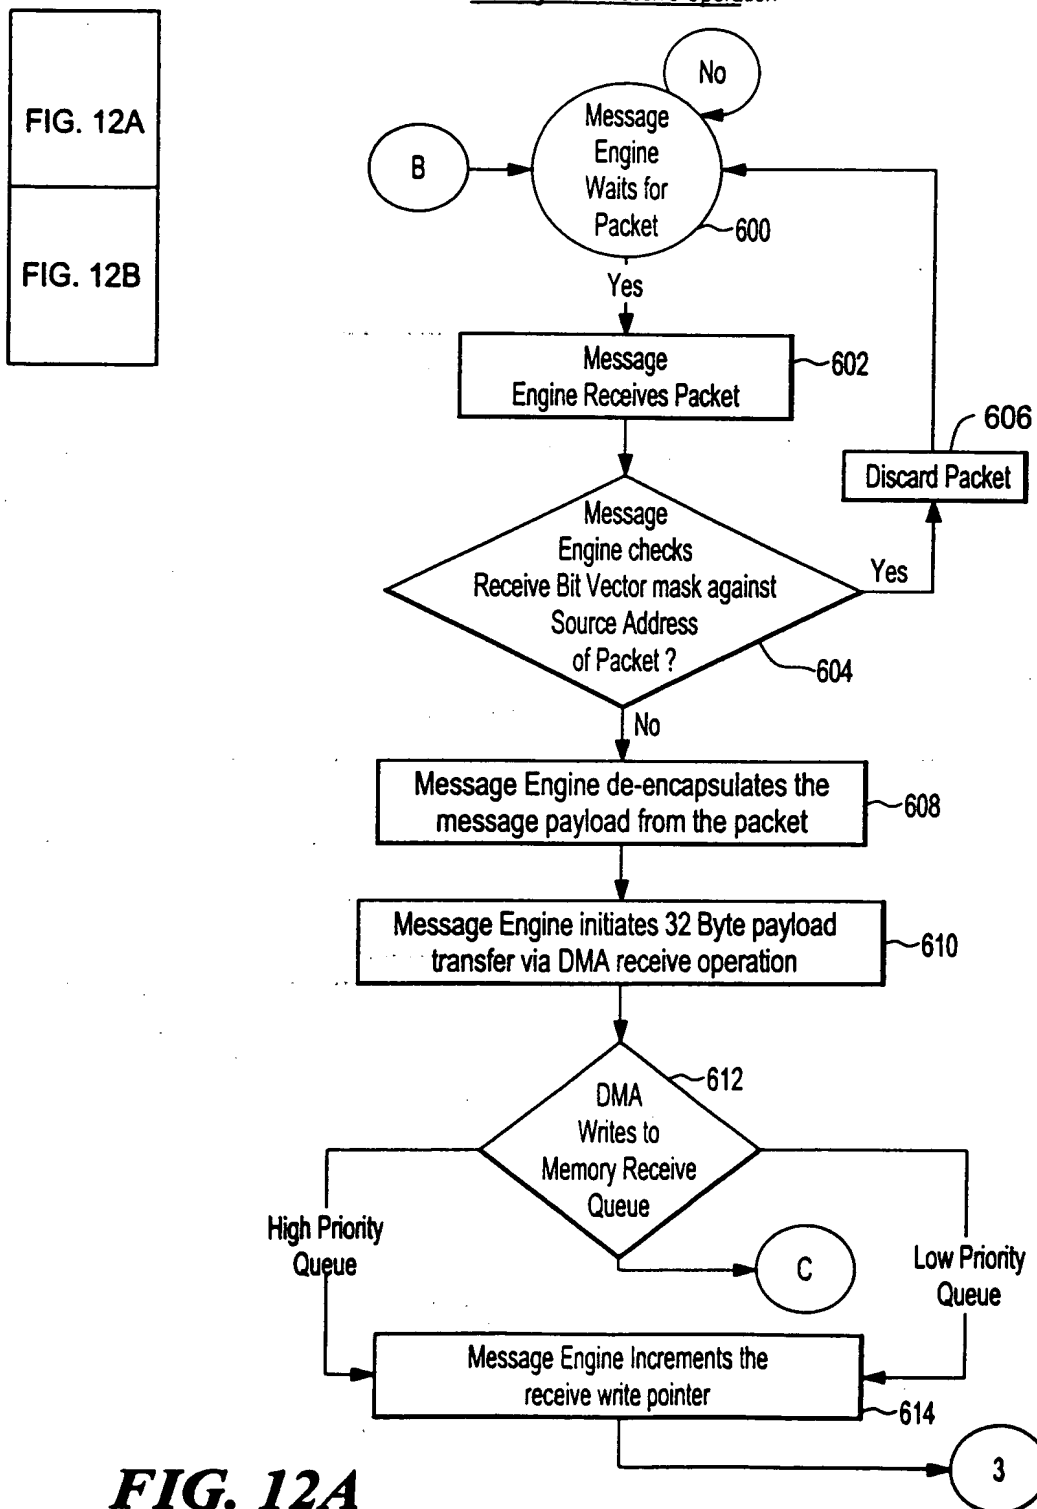 FIG. 12A
FIG. 12B
No
Message
Engine
Waits for
Packet
B
600
Yes
Message
Engine Receives Packet
602
606
Discard Packet
Message
Engine checks
Receive Bit Vector mask against
Source Address
of Packet ?
Yes
604
No
Message Engine de-encapsulates the
message payload from the packet
608
Message Engine initiates 32 Byte payload
transfer via DMA receive operation
610
612
DMA
Writes to
Memory Receive
Queue
High Priority
Queue
C
Low Priority
Queue
Message Engine Increments the
receive write pointer
614
3
FIG. 12A